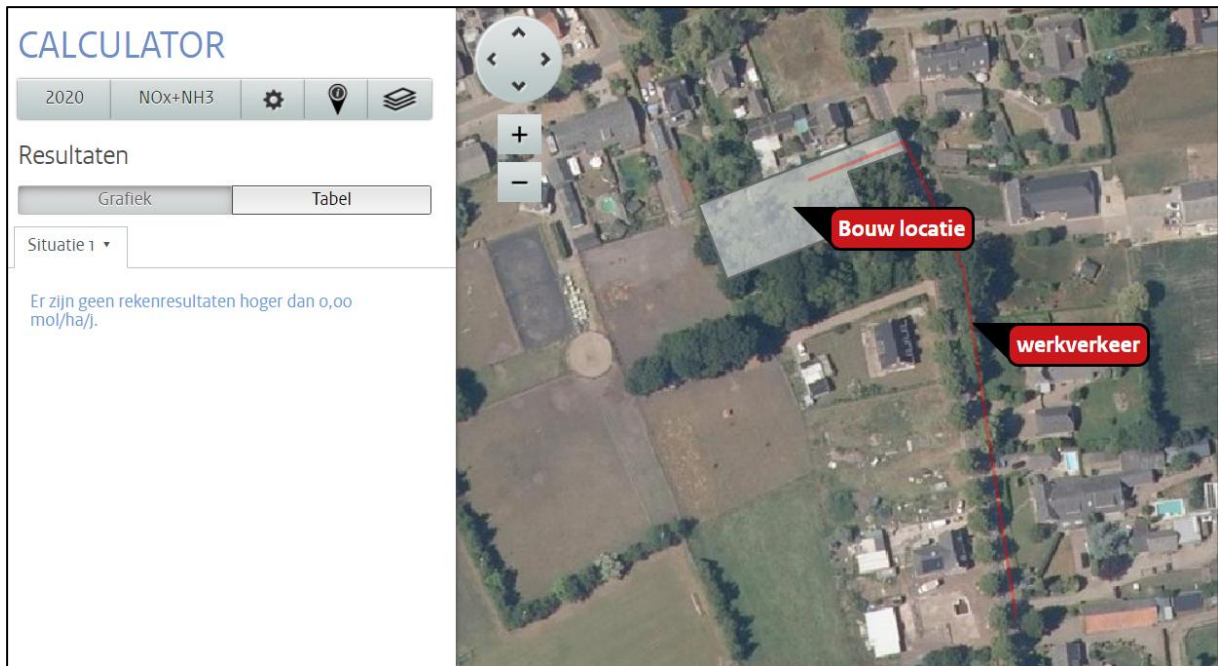 CALCULATOR
2020 NOx+NH3
Resultaten
Grafiek Tabel
Situatie 1
Er zijn geen rekenresultaten hoger dan 0,00
mol/ha/j.
+
−
Bouw locatie
werkverkeer